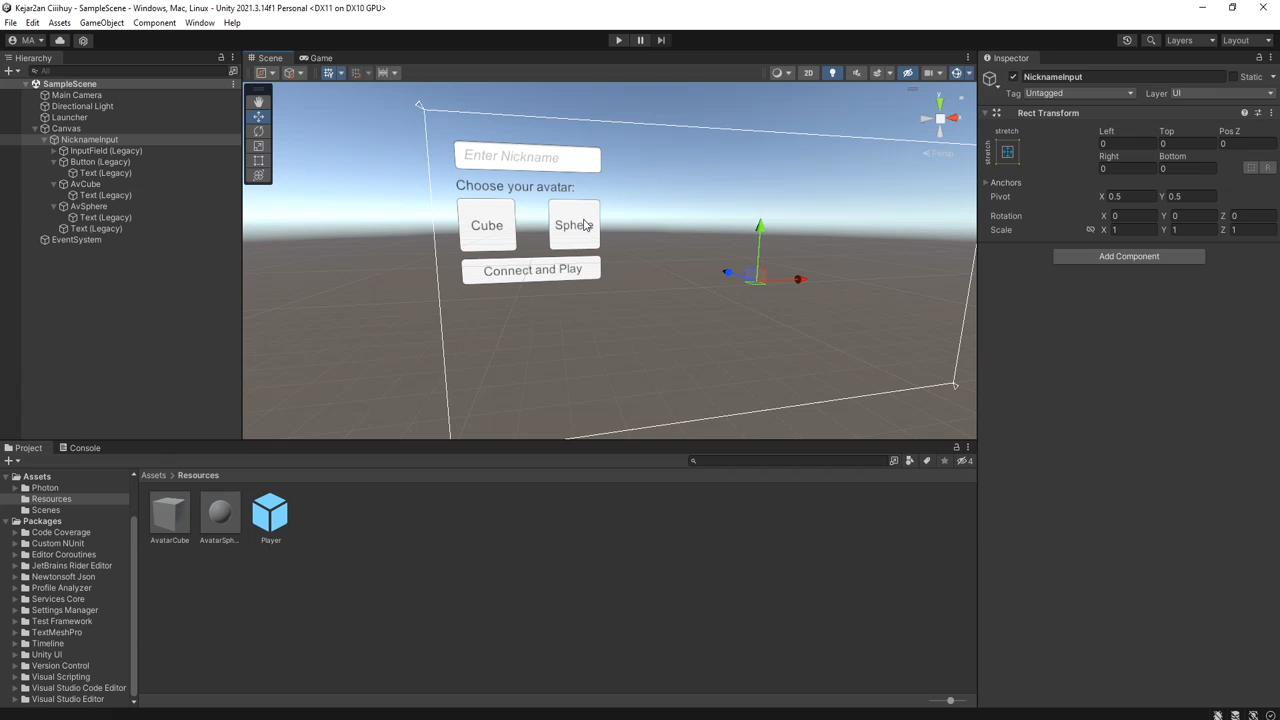 Kejar2an Ciiihuy - SampleScene - Windows, Mac, Linux - Unity 2021.3.14f1 Personal <DX11 on DX10 GPU>
File Edit Assets GameObject Component Window Help
MA Layers Layout
Hierarchy Scene Game Inspector
All 2D NicknameInput Static
SampleScene Tag Untagged Layer UI
Main Camera
Directional Light Rect Transform
Launcher
Canvas stretch Left Top Pos Z
NicknameInput 0 0 0
InputField (Legacy) stretch Right Bottom
Button (Legacy) 0 0 R
Text (Legacy) Anchors
AvCube Pivot X 0.5 Y 0.5
Text (Legacy)
AvSphere Rotation X 0 Y 0 Z 0
Text (Legacy) Scale X 1 Y 1 Z 1
Text (Legacy)
EventSystem Add Component
y x
Persp
Enter Nickname
Choose your avatar:
Cube Sphere
Connect and Play
Project Console
4
Assets Assets > Resources
Photon
Resources
Scenes
Packages
Code Coverage
Custom NUnit
Editor Coroutines AvatarCube AvatarSph... Player
JetBrains Rider Editor
Newtonsoft Json
Profile Analyzer
Services Core
Settings Manager
Test Framework
TextMeshPro
Timeline
Unity UI
Version Control
Visual Scripting
Visual Studio Code Editor
Visual Studio Editor